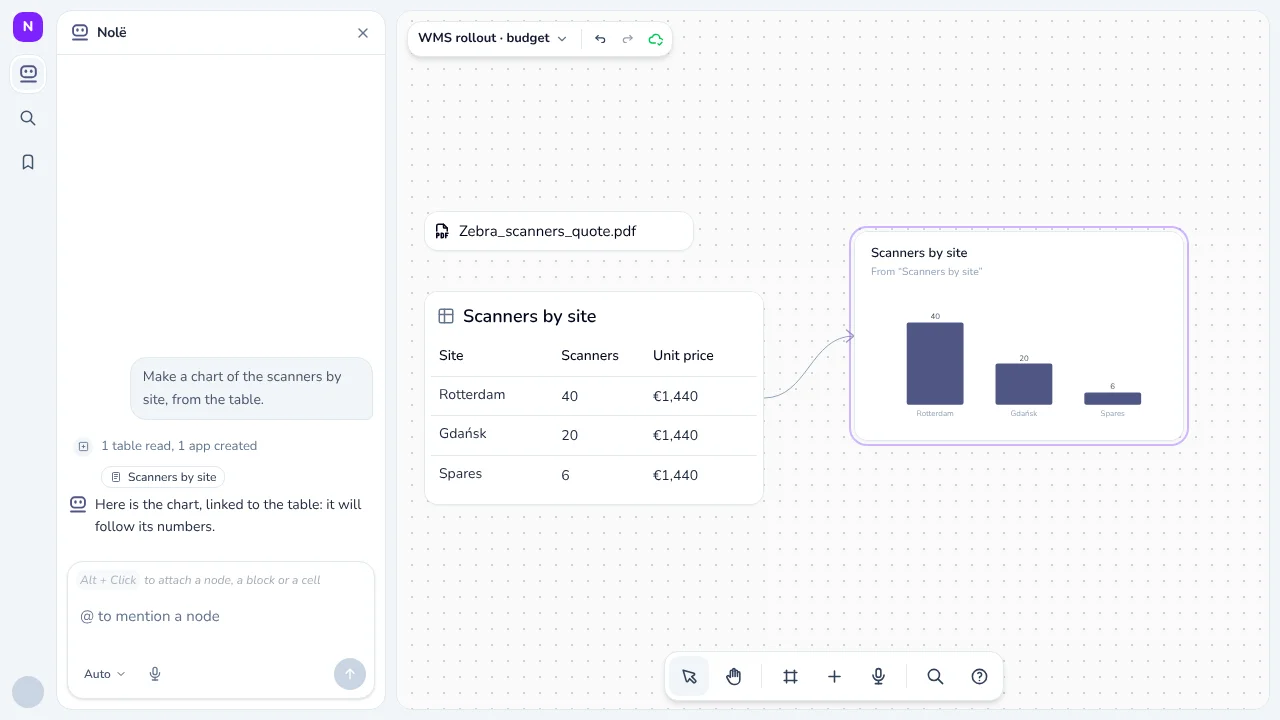 N
Nolë
WMS rollout · budget
Make a chart of the scanners by
site, from the table.
1 table read, 1 app created
Scanners by site
Here is the chart, linked to the table: it will
follow its numbers.
Alt + Click to attach a node, a block or a cell
@ to mention a node
Auto
PDF
Zebra_scanners_quote.pdf
Scanners by site
Site Scanners Unit price
Rotterdam 40 €1,440
Gdańsk 20 €1,440
Spares 6 €1,440
Scanners by site
From “Scanners by site”
40
20
6
Rotterdam Gdańsk Spares